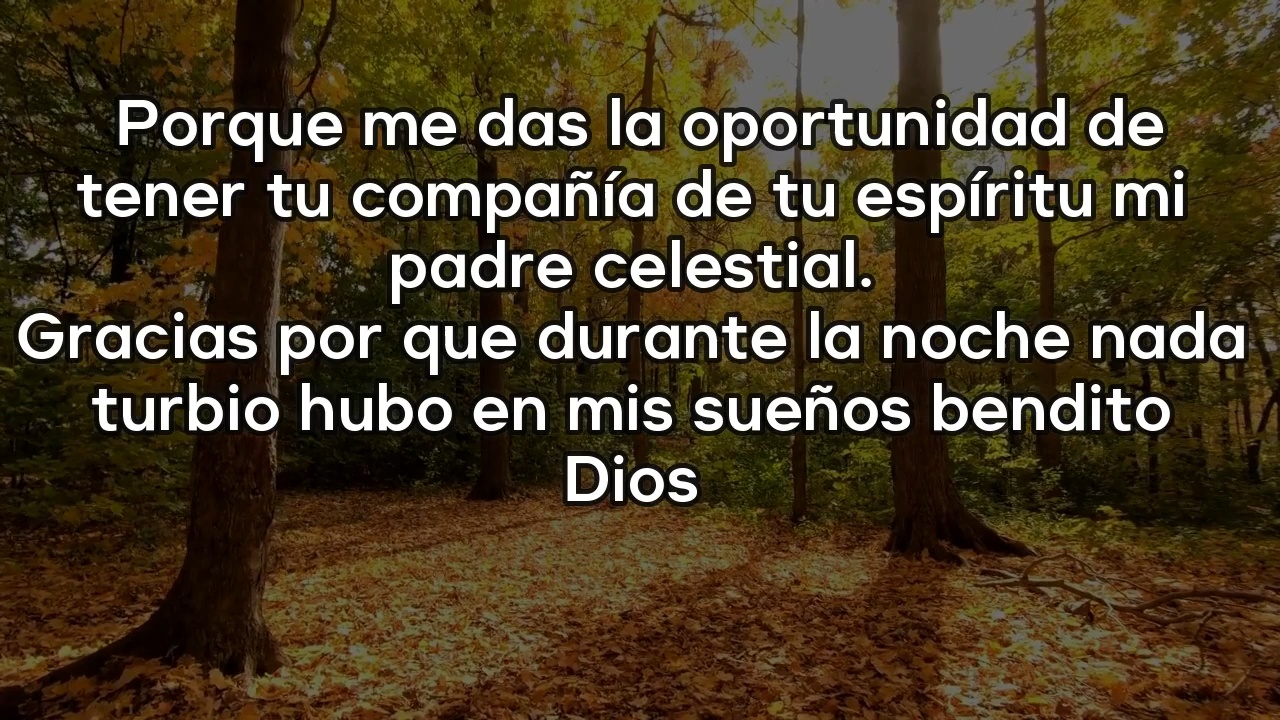 Porque me das la oportunidad de
tener tu compañía de tu espíritu mi
padre celestial.
Gracias por que durante la noche nada
turbio hubo en mis sueños bendito
Dios